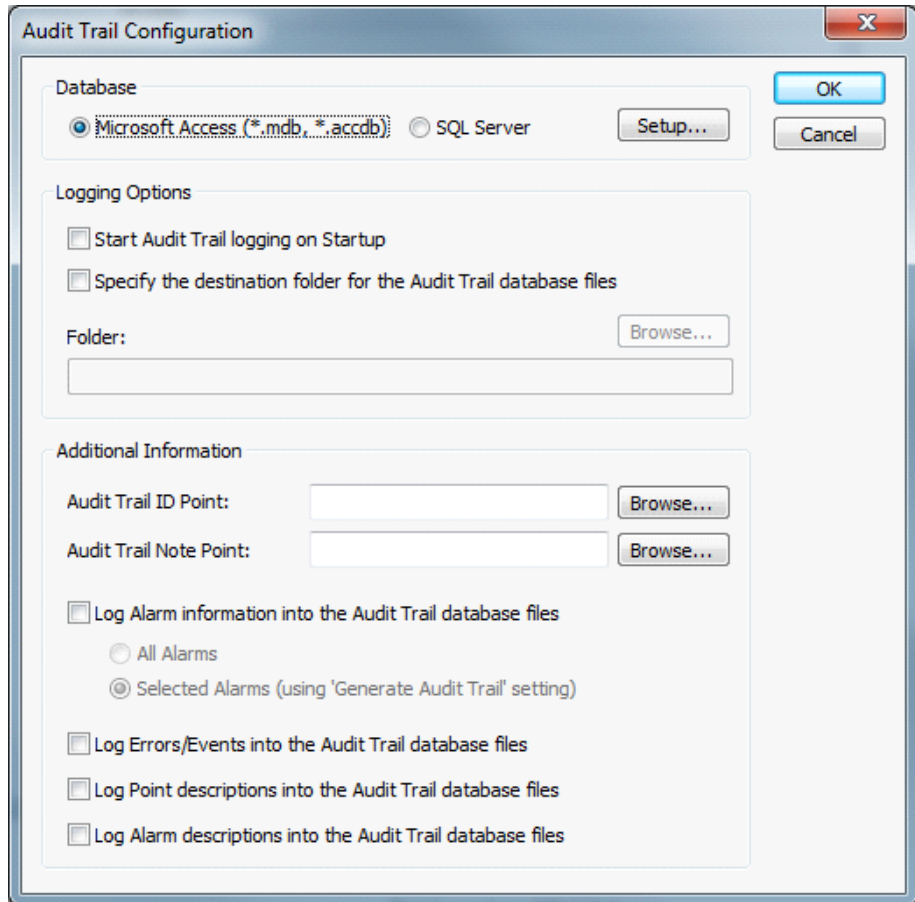 Audit Trail Configuration
Database
Microsoft Access (*.mdb, *.accdb) SQL Server Setup...
OK
Cancel
Logging Options
Start Audit Trail logging on Startup
Specify the destination folder for the Audit Trail database files
Folder: Browse...
Additional Information
Audit Trail ID Point: Browse...
Audit Trail Note Point: Browse...
Log Alarm information into the Audit Trail database files
All Alarms
Selected Alarms (using 'Generate Audit Trail' setting)
Log Errors/Events into the Audit Trail database files
Log Point descriptions into the Audit Trail database files
Log Alarm descriptions into the Audit Trail database files